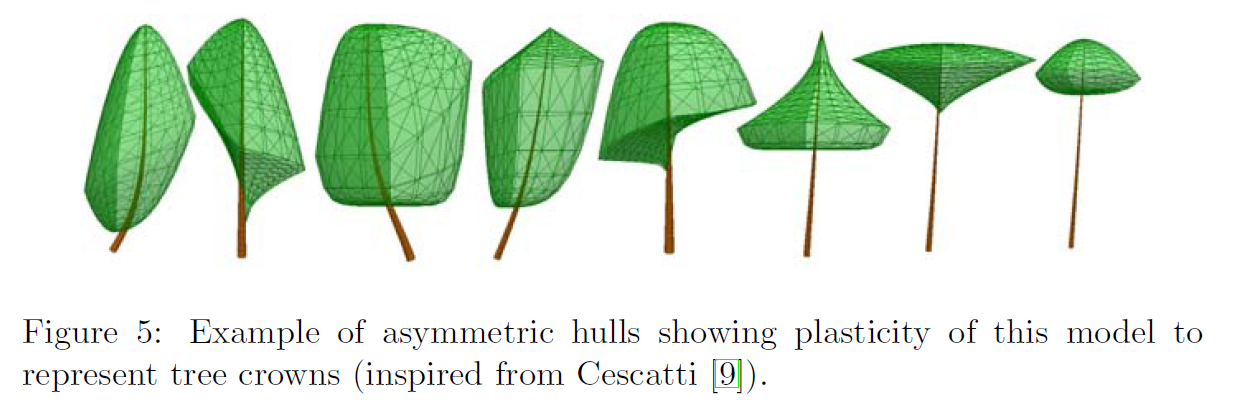 Figure 5: Example of asymmetric hulls showing plasticity of this model to
represent tree crowns (inspired from Cescatti [9]).